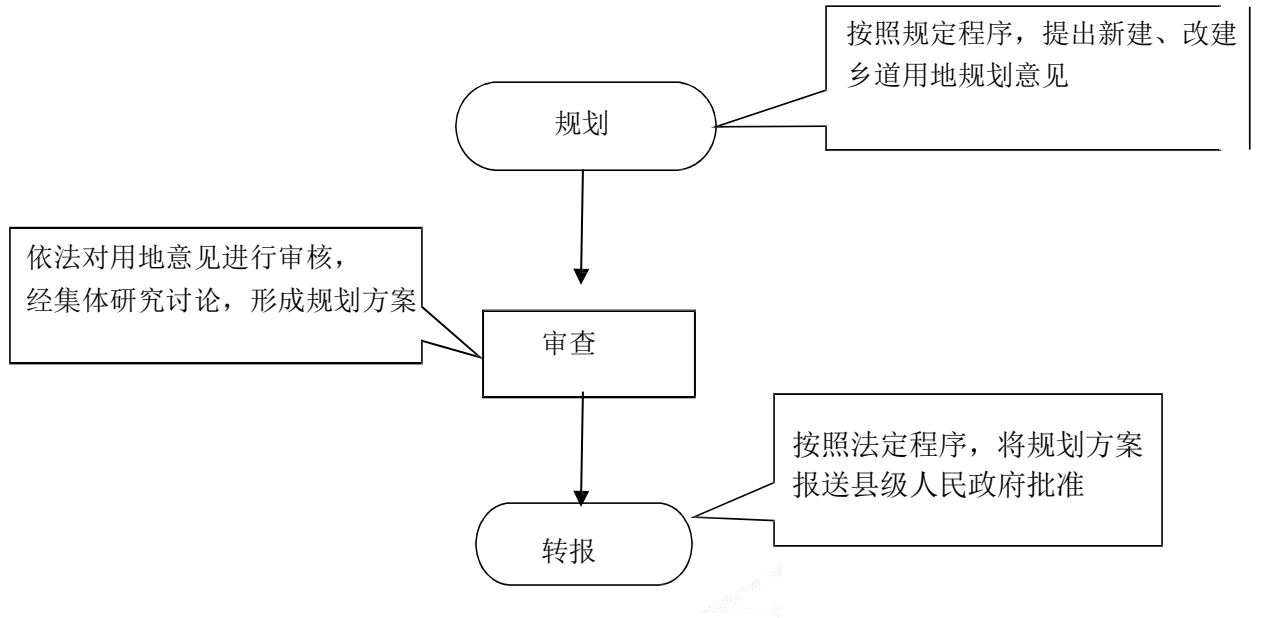 按照规定程序，提出新建、改建
乡道用地规划意见
规划
依法对用地意见进行审核，
经集体研究讨论，形成规划方案
审查
按照法定程序，将规划方案
报送县级人民政府批准
转报